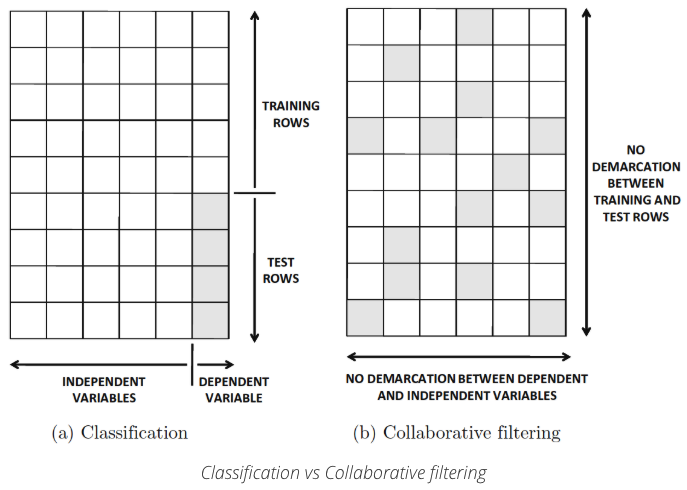 TRAINING
ROWS
TEST
ROWS
INDEPENDENT
VARIABLES
DEPENDENT
VARIABLE
(a) Classification
NO
DEMARCATION
BETWEEN
TRAINING AND
TEST ROWS
NO DEMARCATION BETWEEN DEPENDENT
AND INDEPENDENT VARIABLES
(b) Collaborative filtering
Classification vs Collaborative filtering